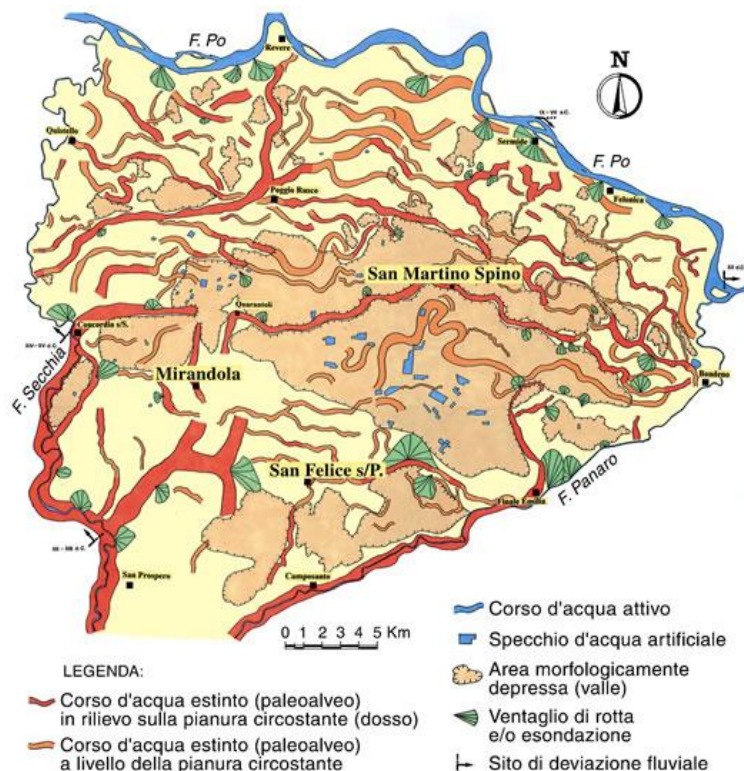 F. Po
Revere
N
Quistello
IX-VII a.C.
Sermide
F. Po
Felonica
Poggio Rusco
San Martino Spino
Quarantoli
Concordia s/S.
F. Secchia
Mirandola
Bondeno
San Felice s/P.
F. Panaro
Finale Emilia
San Prospero
Camposanto
0 1 2 3 4 5 Km
LEGENDA:
Corso d'acqua estinto (paleoalveo)
in rilievo sulla pianura circostante (dosso)
Corso d'acqua estinto (paleoalveo)
a livello della pianura circostante
Corso d'acqua attivo
Specchio d'acqua artificiale
Area morfologicamente
depressa (valle)
Ventaglio di rotta
e/o esondazione
Sito di deviazione fluviale